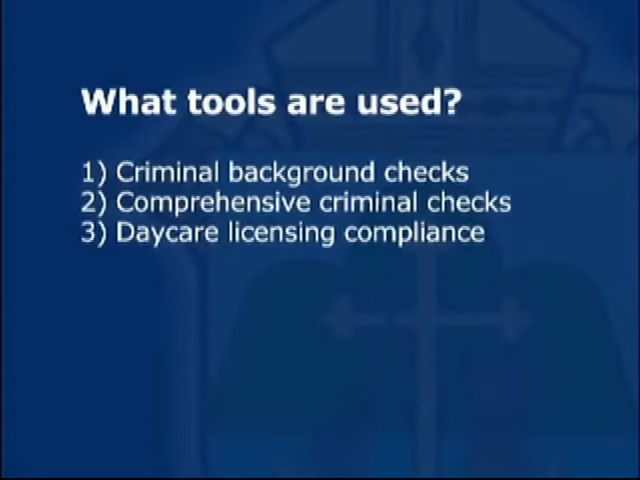 What tools are used?
1) Criminal background checks
2) Comprehensive criminal checks
3) Daycare licensing compliance